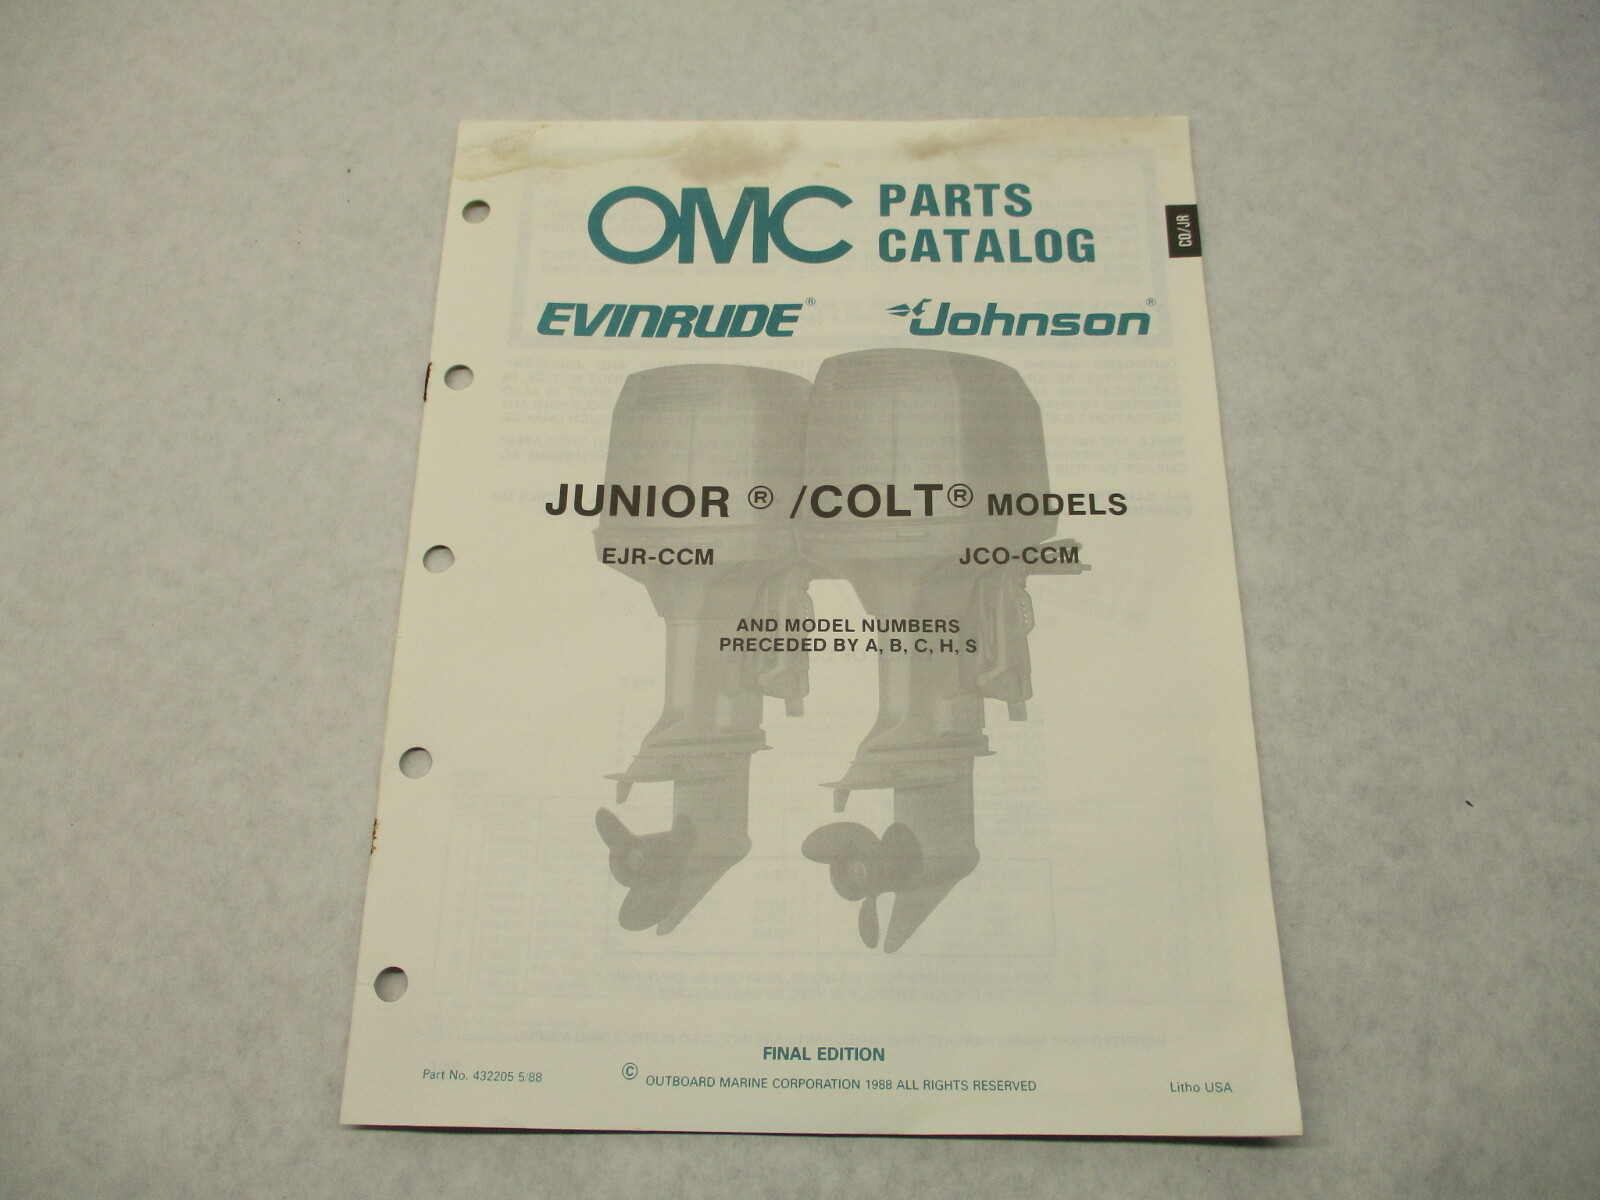 OMC PARTS
CATALOG
CO/JR
EVINRUDE® Johnson®
JUNIOR ® /COLT® MODELS
EJR-CCM JCO-CCM
AND MODEL NUMBERS
PRECEDED BY A, B, C, H, S
FINAL EDITION
Part No. 432205 5/88 © OUTBOARD MARINE CORPORATION 1988 ALL RIGHTS RESERVED Litho USA